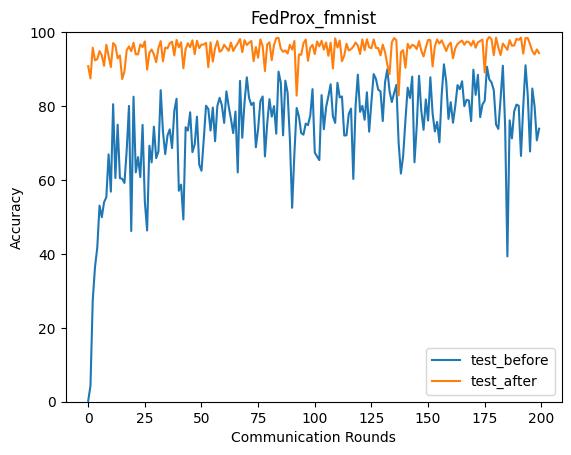 FedProx_fmnist
100
80
60
40
20
0
Accuracy
0 25 50 75 100 125 150 175 200
Communication Rounds
test_before
test_after